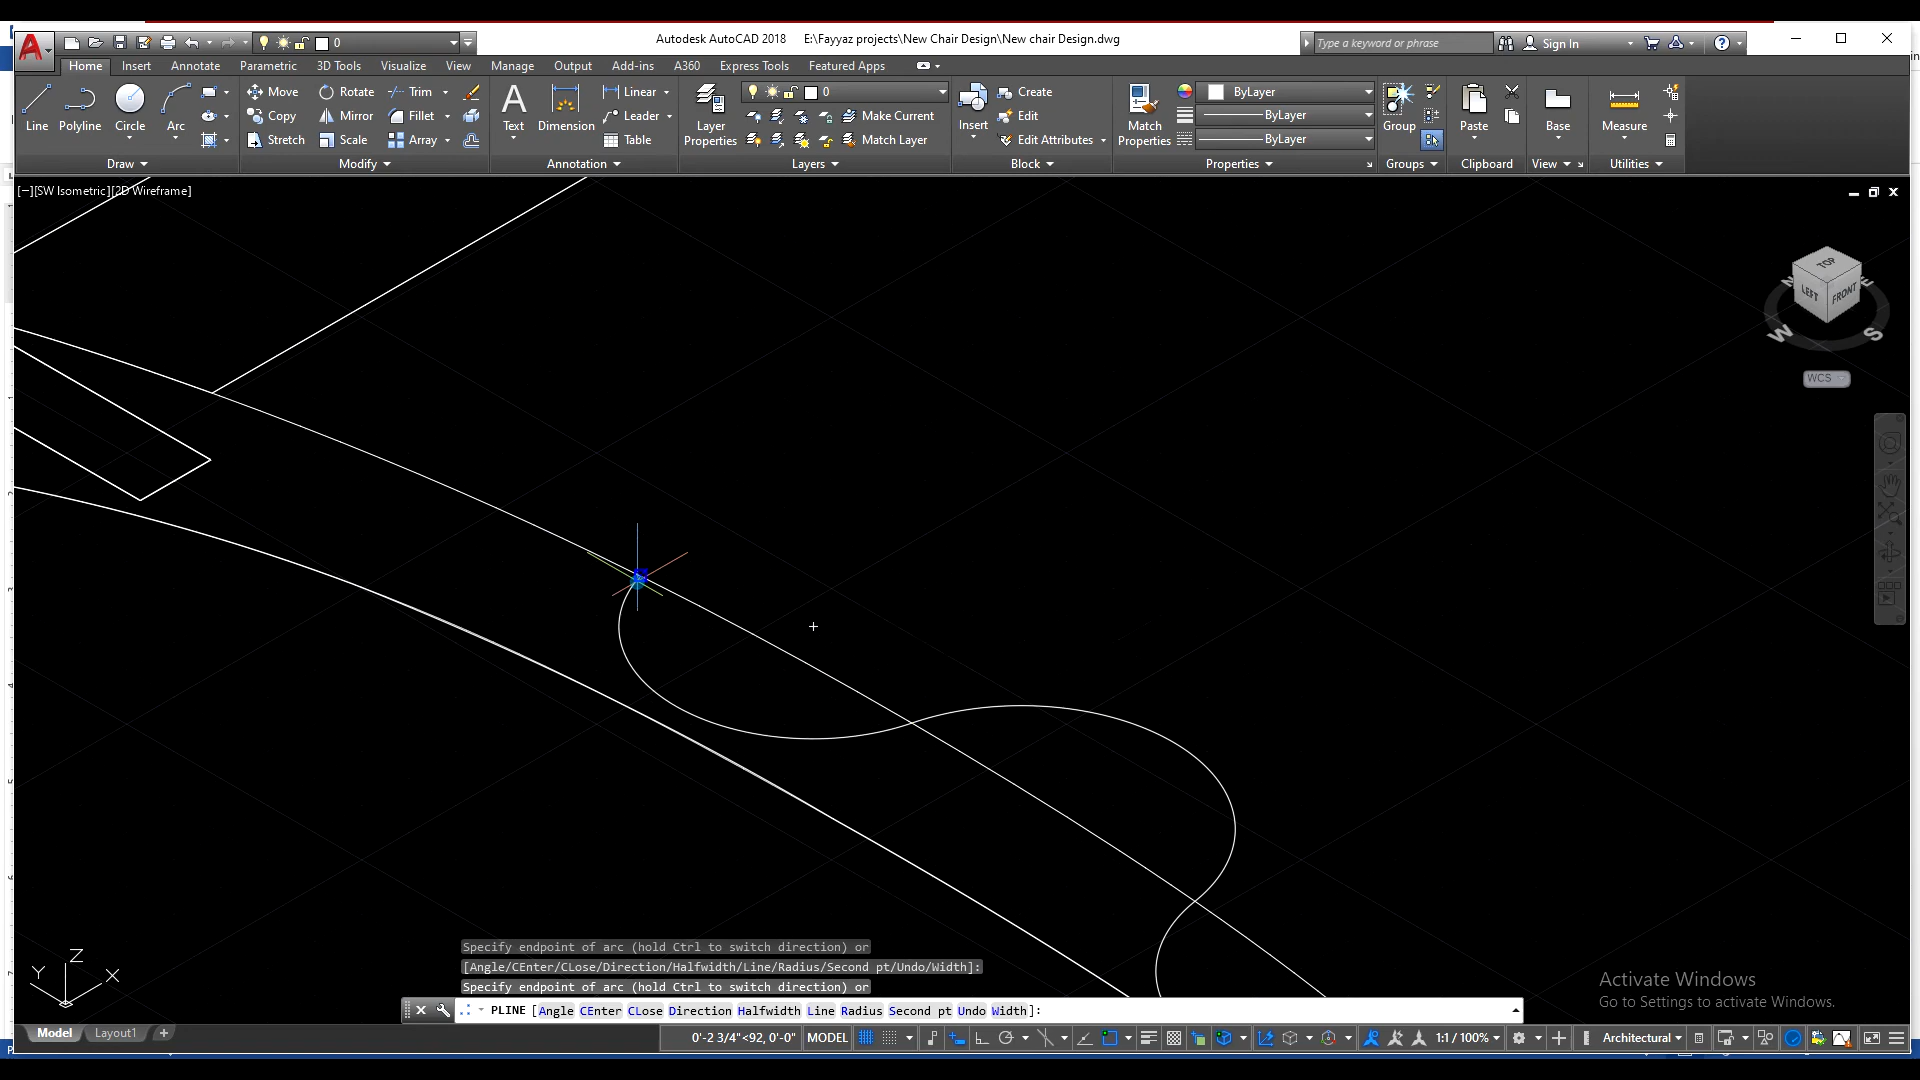 Autodesk AutoCAD 2018 E:\Fayyaz projects\New Chair Design\New chair Design.dwg
0
Type a keyword or phrase
Sign In
Home Insert Annotate Parametric 3D Tools Visualize View Manage Output Add-ins A360 Express Tools Featured Apps
Line Polyline Circle Arc
Move Rotate Trim
Copy Mirror Fillet
Stretch Scale Array
Text Dimension
Linear
Leader
Table
Layer Properties
0
Make Current
Match Layer
Insert
Create
Edit
Edit Attributes
Match Properties
ByLayer
ByLayer
ByLayer
Group
Paste
Base
Measure
Draw Modify Annotation Layers Block Properties Groups Clipboard View Utilities
[−][SW Isometric][2D Wireframe]
TOP
LEFT FRONT
W S
WCS
Z
Y X
Specify endpoint of arc (hold Ctrl to switch direction) or
[Angle/CEnter/CLose/Direction/Halfwidth/Line/Radius/Second pt/Undo/Width]:
Specify endpoint of arc (hold Ctrl to switch direction) or
PLINE [Angle CEnter CLose Direction Halfwidth Line Radius Second pt Undo Width]:
Activate Windows
Go to Settings to activate Windows.
Model Layout1
0'-2 3/4"<92, 0'-0" MODEL 1:1 / 100% Architectural